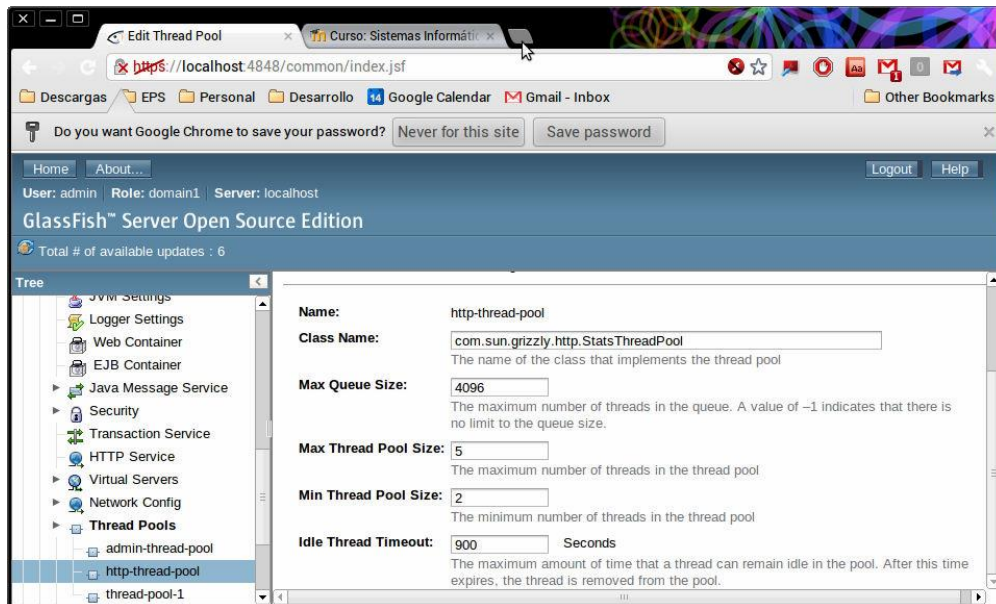 Edit Thread Pool
Curso: Sistemas Informátic
https://localhost:4848/common/index.jsf
Descargas EPS Personal Desarrollo 14 Google Calendar Gmail - Inbox Other Bookmarks
Do you want Google Chrome to save your password? Never for this site Save password
Home About... Logout Help
User: admin Role: domain1 Server: localhost
GlassFish™ Server Open Source Edition
Total # of available updates : 6
Tree
JVM Settings
Logger Settings
Web Container
EJB Container
Java Message Service
Security
Transaction Service
HTTP Service
Virtual Servers
Network Config
Thread Pools
admin-thread-pool
http-thread-pool
thread-pool-1
Name: http-thread-pool
Class Name: com.sun.grizzly.http.StatsThreadPool
The name of the class that implements the thread pool
Max Queue Size: 4096
The maximum number of threads in the queue. A value of –1 indicates that there is
no limit to the queue size.
Max Thread Pool Size: 5
The maximum number of threads in the thread pool
Min Thread Pool Size: 2
The minimum number of threads in the thread pool
Idle Thread Timeout: 900 Seconds
The maximum amount of time that a thread can remain idle in the pool. After this time
expires, the thread is removed from the pool.